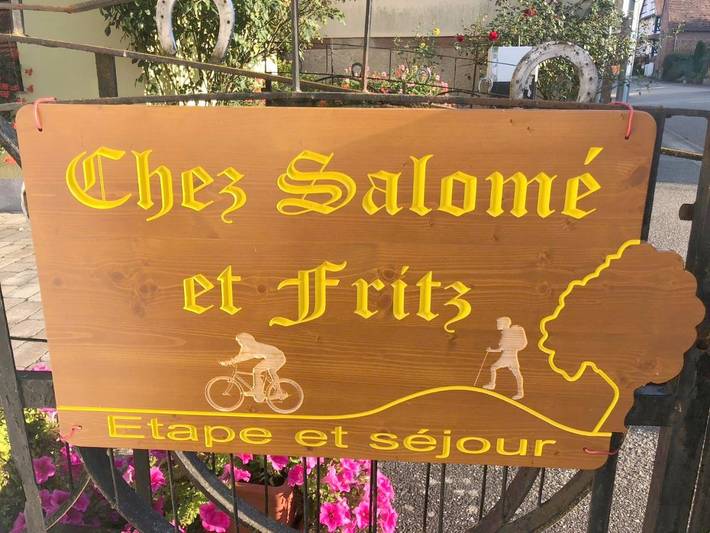 Chez Salomé
et Fritz
Etape et séjour